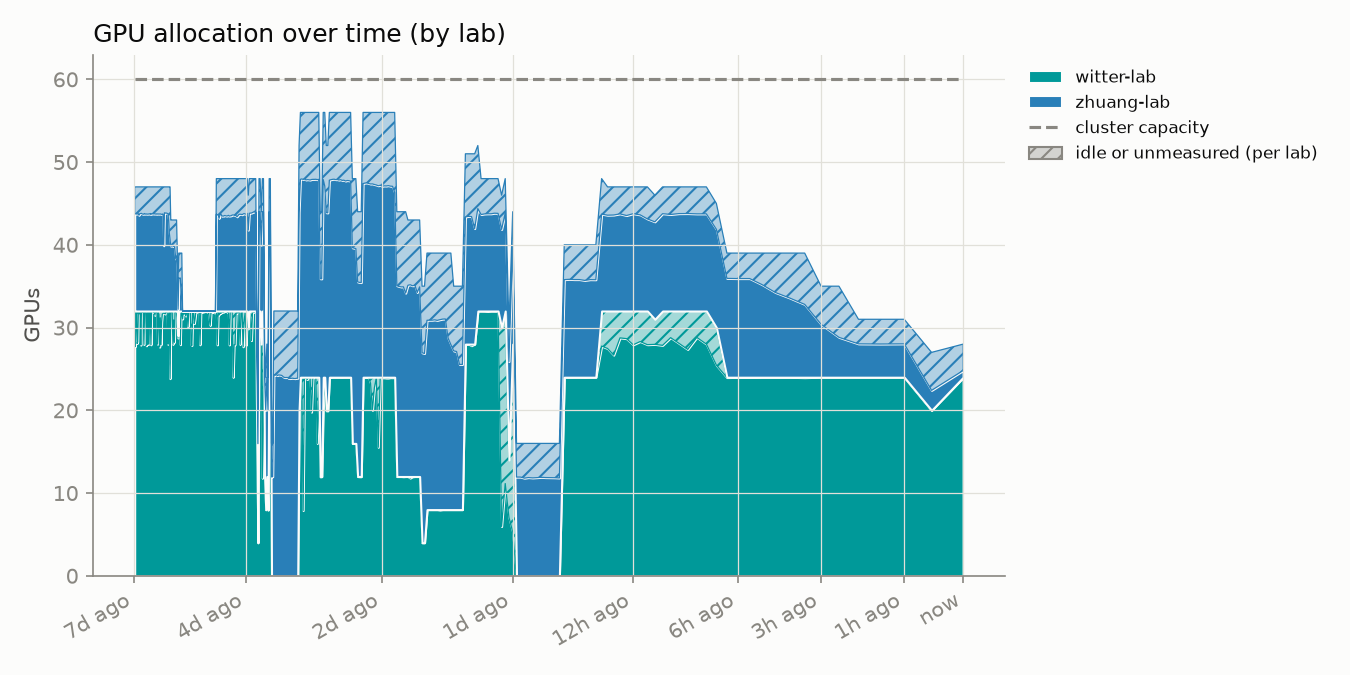 GPU allocation over time (by lab)
witter-lab
zhuang-lab
cluster capacity
idle or unmeasured (per lab)
GPUs
60
50
40
30
20
10
0
7d ago
4d ago
2d ago
1d ago
12h ago
6h ago
3h ago
1h ago
now